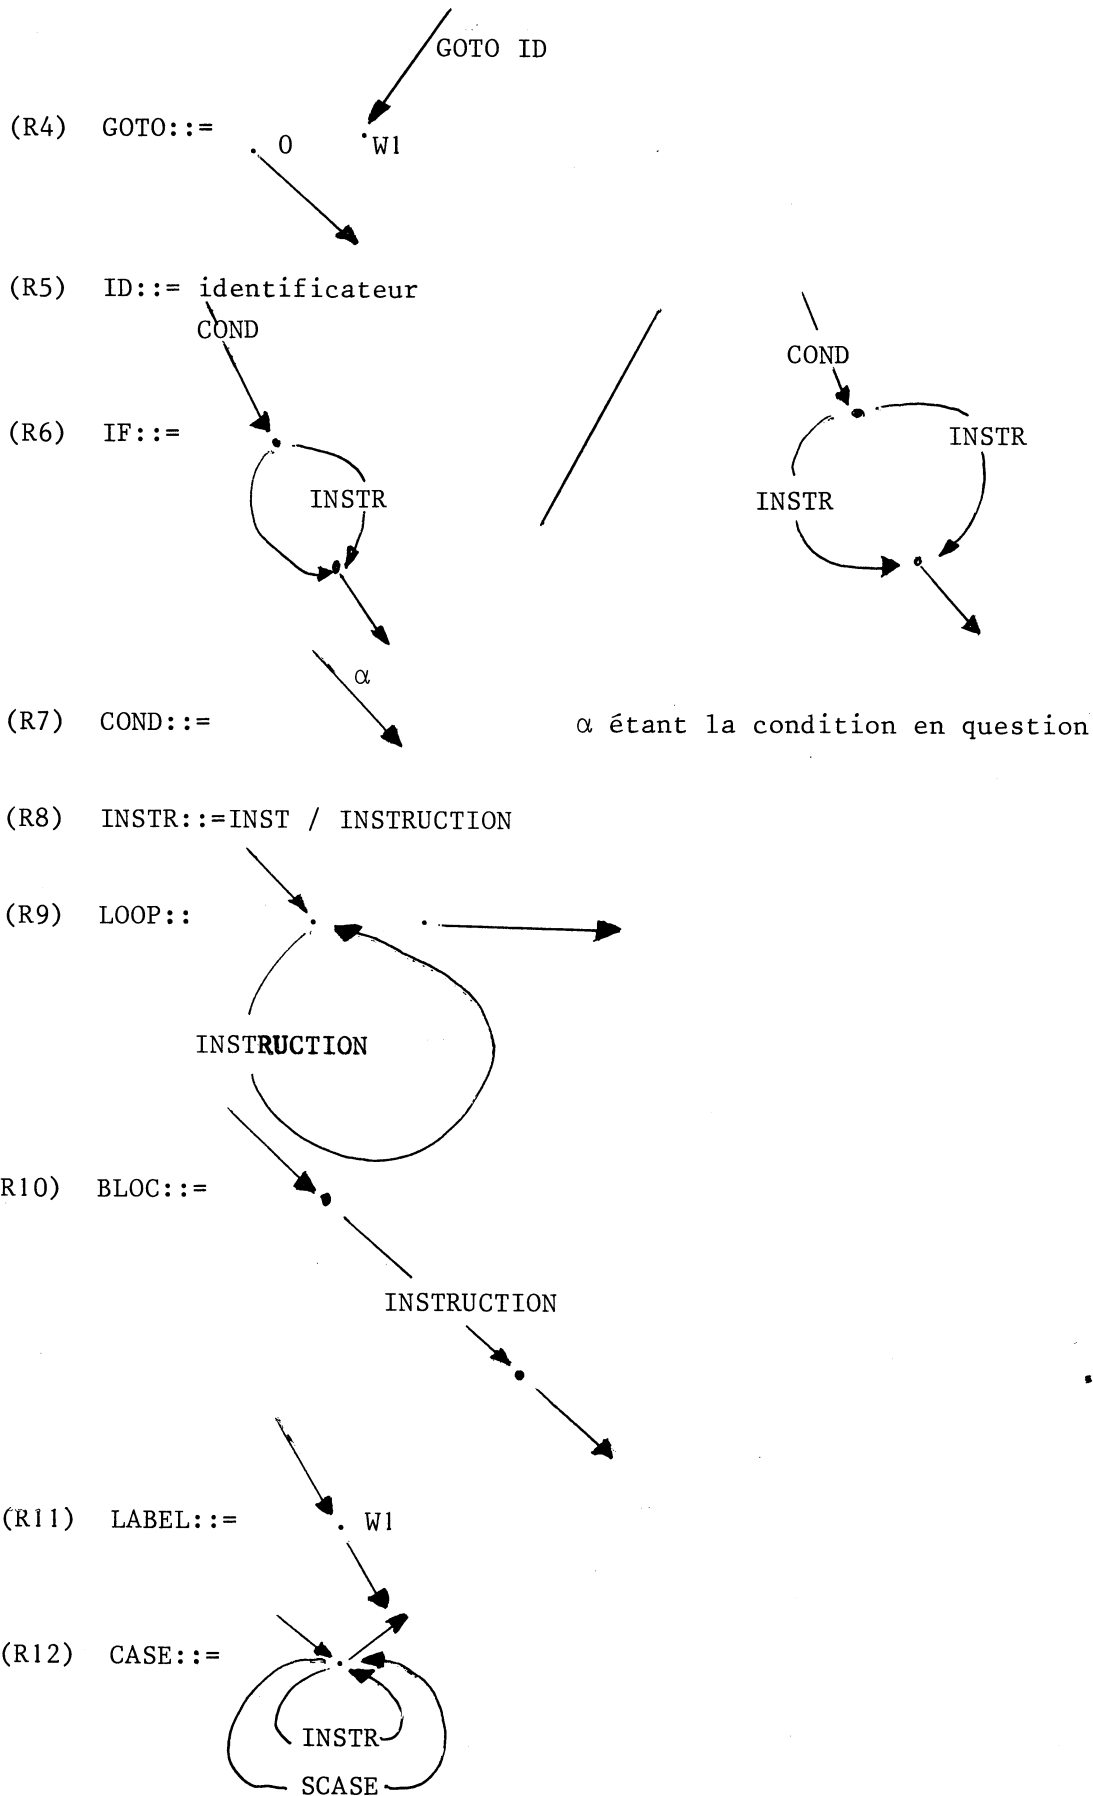 GOTO ID
(R4) GOTO::= 0 W1
(R5) ID::= identificateur
COND
COND
(R6) IF::=
INSTR
INSTR
INSTR
α
(R7) COND::= α étant la condition en question
(R8) INSTR::=INST / INSTRUCTION
(R9) LOOP::
INSTRUCTION
R10) BLOC::=
INSTRUCTION
(R11) LABEL::= W1
(R12) CASE::=
INSTR
SCASE